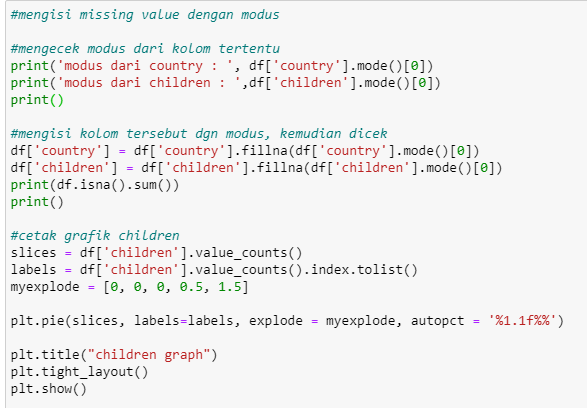 #mengisi missing value dengan modus
#mengecek modus dari kolom tertentu
print('modus dari country : ', df['country'].mode()[0])
print('modus dari children : ',df['children'].mode()[0])
print()
#mengisi kolom tersebut dgn modus, kemudian dicek
df['country'] = df['country'].fillna(df['country'].mode()[0])
df['children'] = df['children'].fillna(df['children'].mode()[0])
print(df.isna().sum())
print()
#cetak grafik children
slices = df['children'].value_counts()
labels = df['children'].value_counts().index.tolist()
myexplode = [0, 0, 0, 0.5, 1.5]
plt.pie(slices, labels=labels, explode = myexplode, autopct = '%1.1f%%')
plt.title("children graph")
plt.tight_layout()
plt.show()